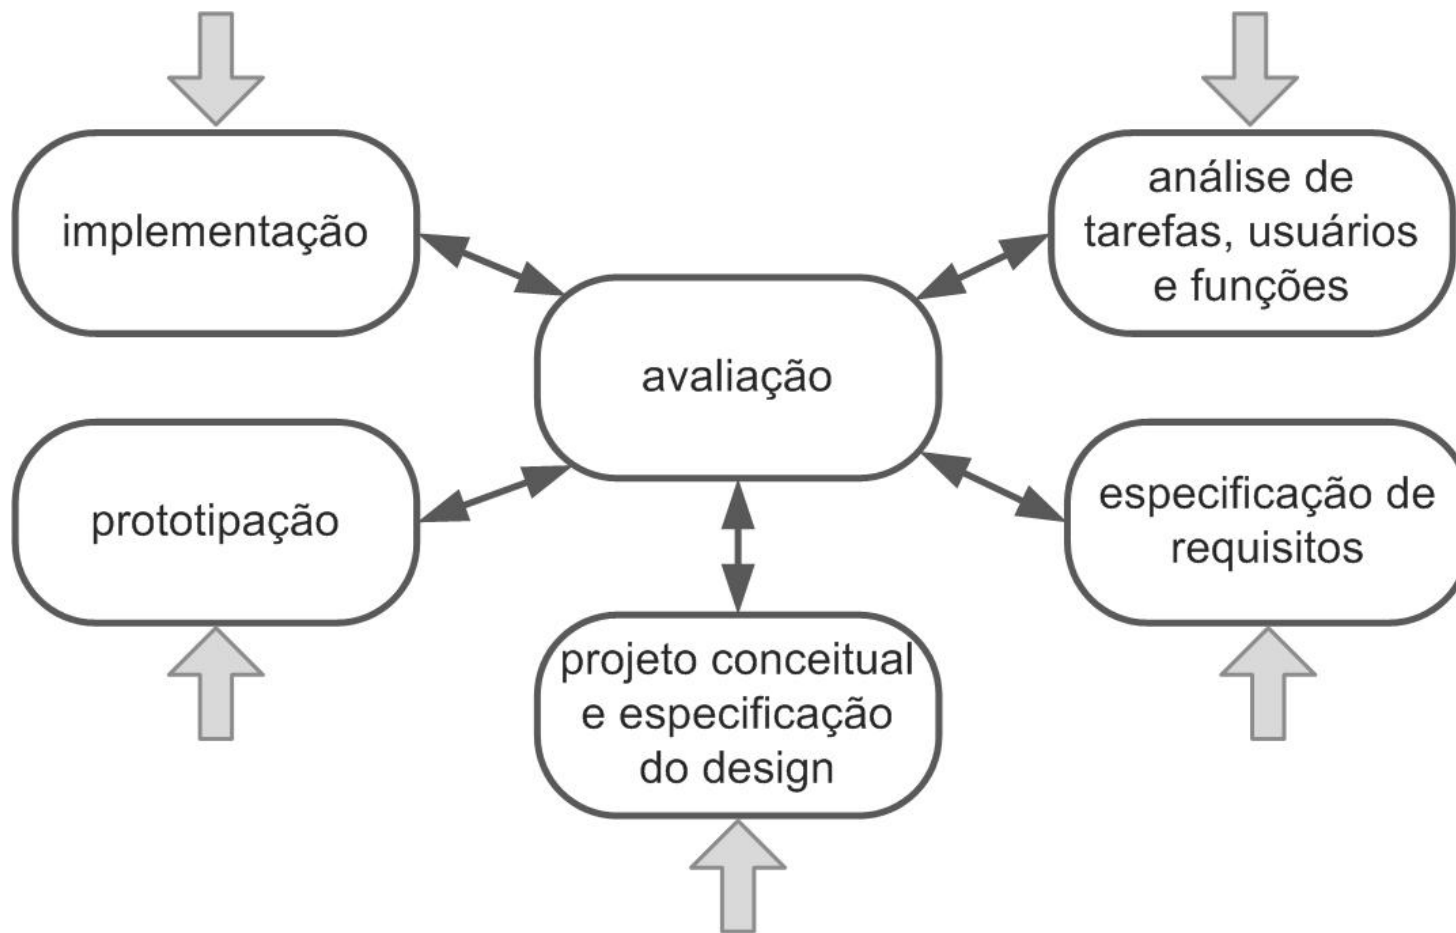 implementação
análise de
tarefas, usuários
e funções
avaliação
prototipação
especificação de
requisitos
projeto conceitual
e especificação
do design